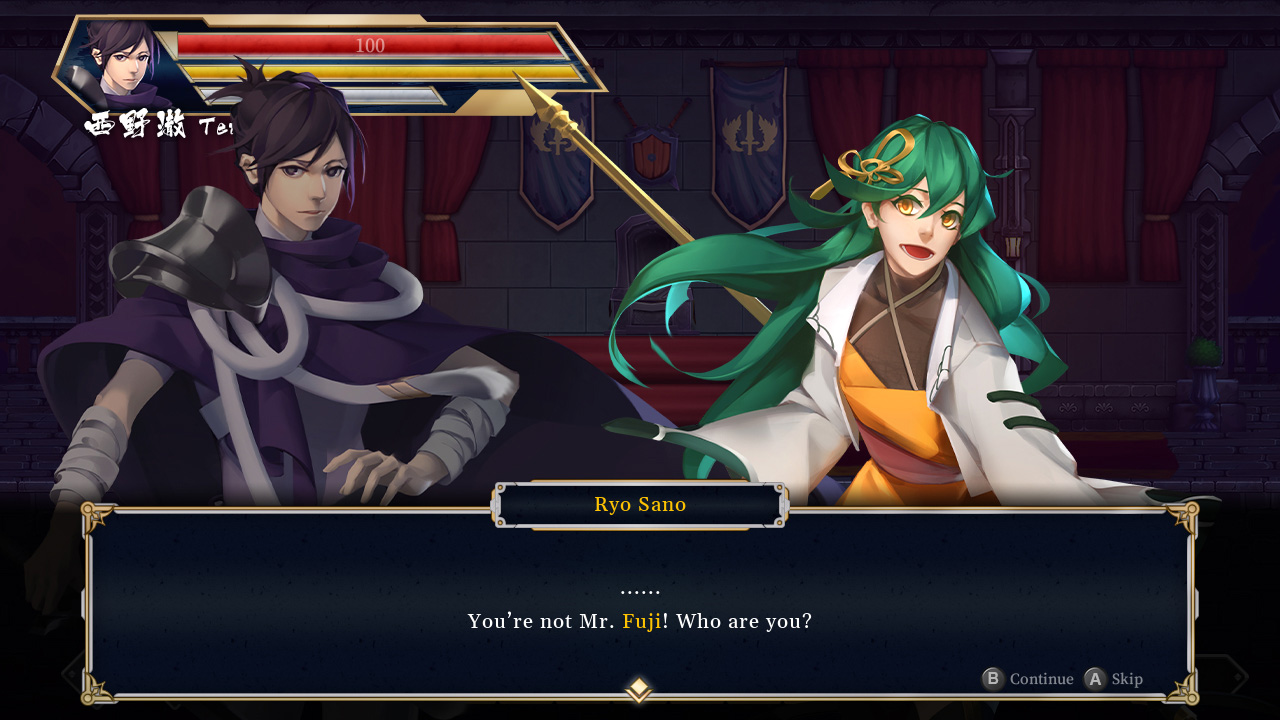 100
西野澈
Ryo Sano
......
You're not Mr. Fuji! Who are you?
B Continue A Skip